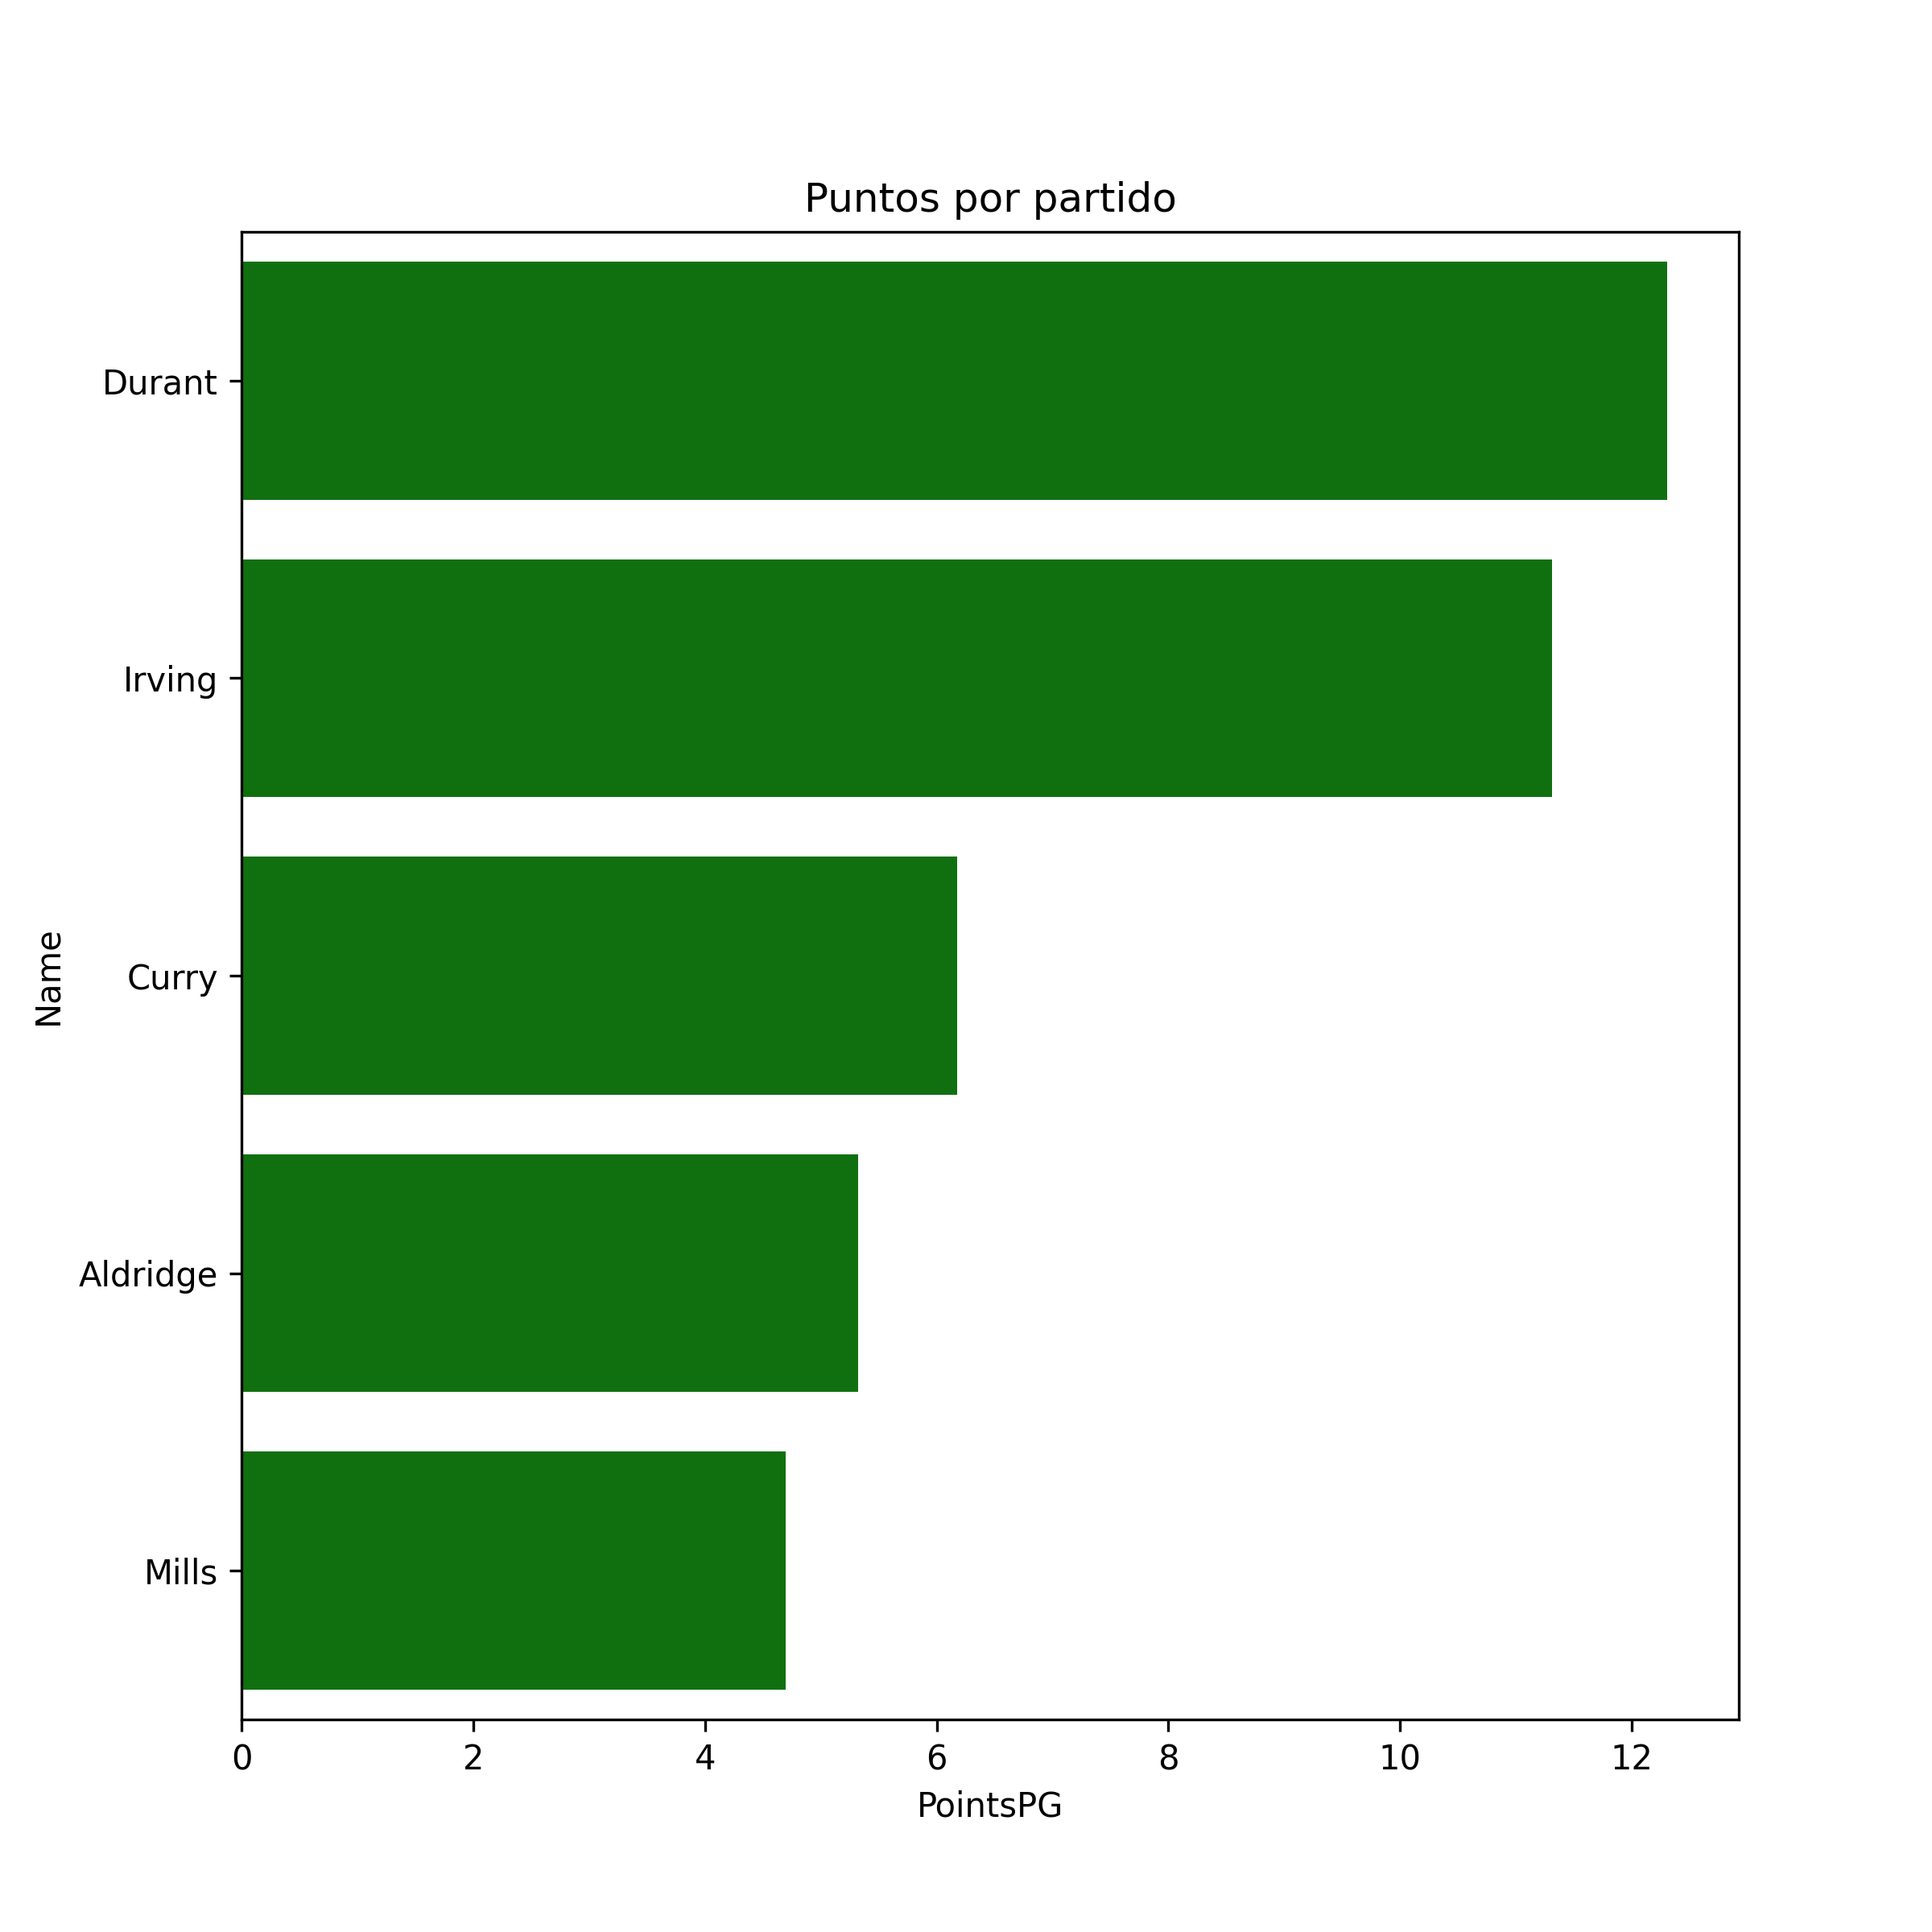 Puntos por partido
Durant
Irving
Curry
Aldridge
Mills
Name
0 2 4 6 8 10 12
PointsPG